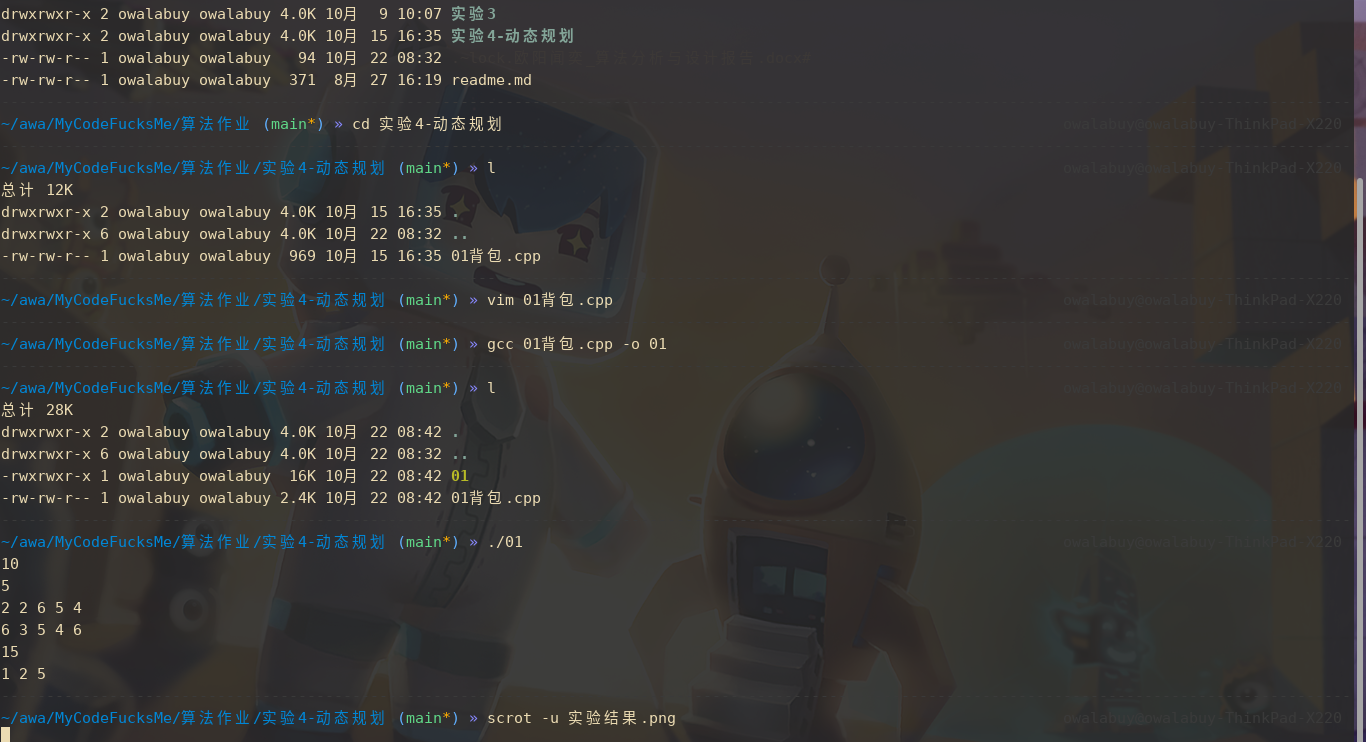 drwxrwxr-x 2 owalabuy owalabuy 4.0K 10月  9 10:07 实验3
drwxrwxr-x 2 owalabuy owalabuy 4.0K 10月 15 16:35 实验4-动态规划
-rw-rw-r-- 1 owalabuy owalabuy   94 10月 22 08:32
-rw-rw-r-- 1 owalabuy owalabuy  371  8月 27 16:19 readme.md
~/awa/MyCodeFucksMe/算法作业 (main*) » cd 实验4-动态规划 owalabuy@owalabuy-ThinkPad-X220
~/awa/MyCodeFucksMe/算法作业/实验4-动态规划 (main*) » l owalabuy@owalabuy-ThinkPad-X220
总计 12K
drwxrwxr-x 2 owalabuy owalabuy 4.0K 10月 15 16:35 .
drwxrwxr-x 6 owalabuy owalabuy 4.0K 10月 22 08:32 ..
-rw-rw-r-- 1 owalabuy owalabuy  969 10月 15 16:35 01背包.cpp
~/awa/MyCodeFucksMe/算法作业/实验4-动态规划 (main*) » vim 01背包.cpp owalabuy@owalabuy-ThinkPad-X220
~/awa/MyCodeFucksMe/算法作业/实验4-动态规划 (main*) » gcc 01背包.cpp -o 01 owalabuy@owalabuy-ThinkPad-X220
~/awa/MyCodeFucksMe/算法作业/实验4-动态规划 (main*) » l owalabuy@owalabuy-ThinkPad-X220
总计 28K
drwxrwxr-x 2 owalabuy owalabuy 4.0K 10月 22 08:42 .
drwxrwxr-x 6 owalabuy owalabuy 4.0K 10月 22 08:32 ..
-rwxrwxr-x 1 owalabuy owalabuy  16K 10月 22 08:42 01
-rw-rw-r-- 1 owalabuy owalabuy 2.4K 10月 22 08:42 01背包.cpp
~/awa/MyCodeFucksMe/算法作业/实验4-动态规划 (main*) » ./01 owalabuy@owalabuy-ThinkPad-X220
10
5
2 2 6 5 4
6 3 5 4 6
15
1 2 5
~/awa/MyCodeFucksMe/算法作业/实验4-动态规划 (main*) » scrot -u 实验结果.png owalabuy@owalabuy-ThinkPad-X220